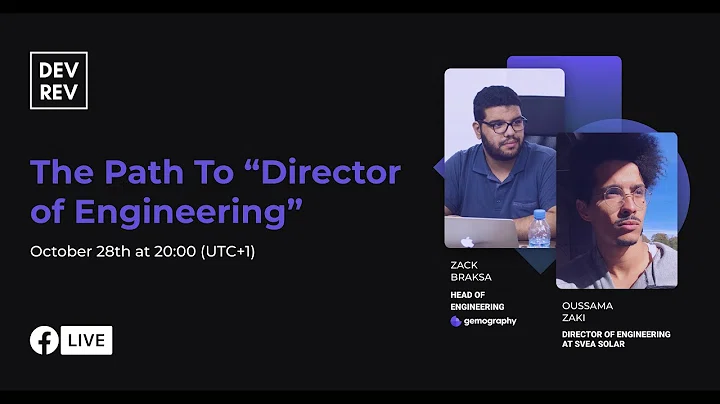 DEV
REV
The Path To “Director
of Engineering”
October 28th at 20:00 (UTC+1)
LIVE
ZACK
BRAKSA
HEAD OF
ENGINEERING
gemography
OUSSAMA
ZAKI
DIRECTOR OF ENGINEERING
AT SVEA SOLAR